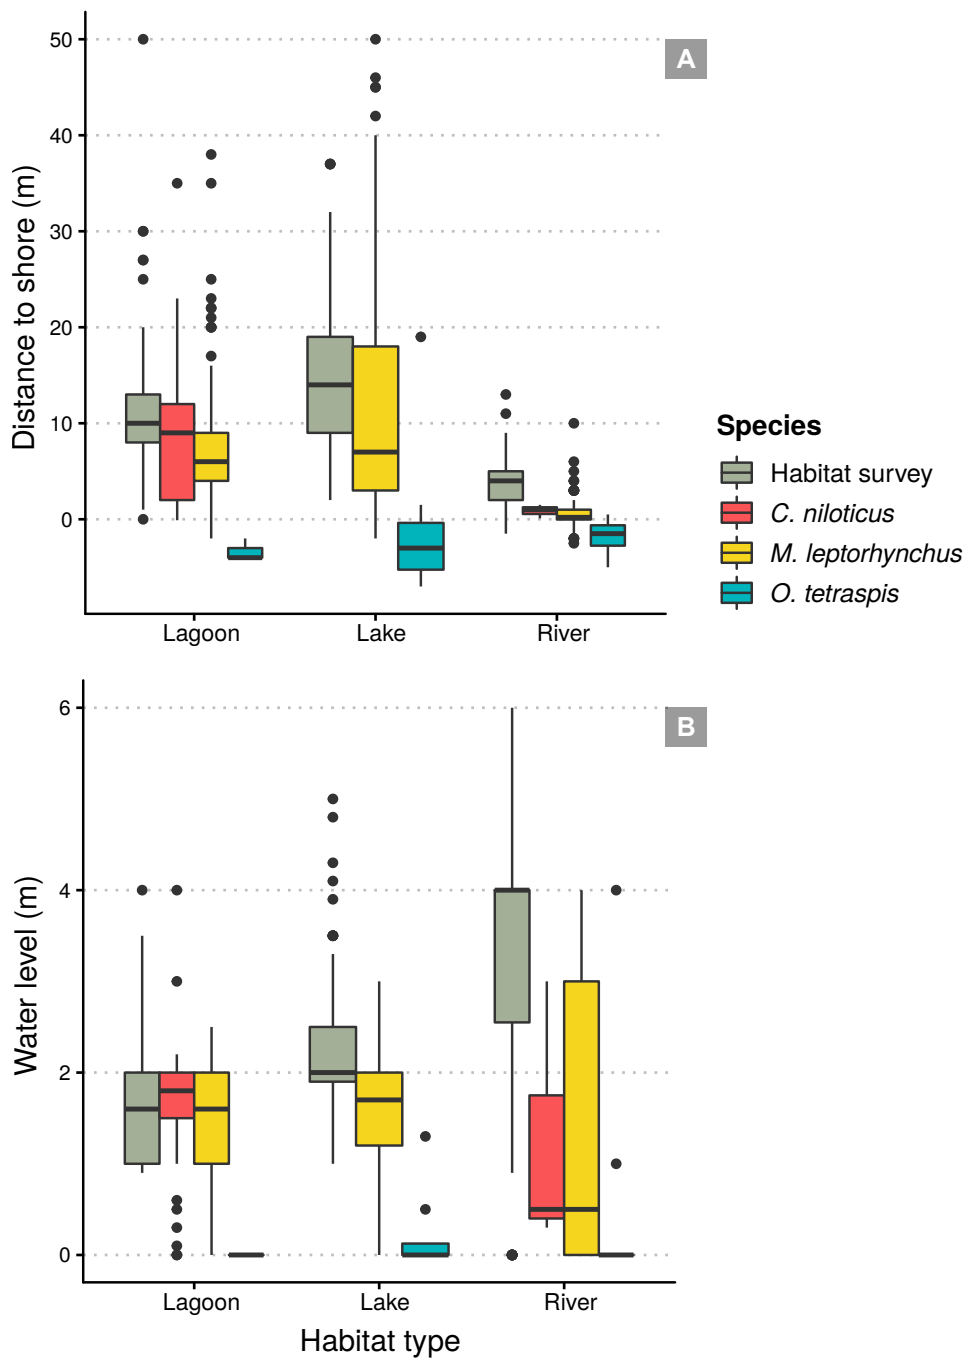 A
Distance to shore (m)
50
40
30
20
10
0
Lagoon Lake River
Species
Habitat survey
C. niloticus
M. leptorhynchus
O. tetraspis
B
Water level (m)
6
4
2
0
Lagoon Lake River
Habitat type